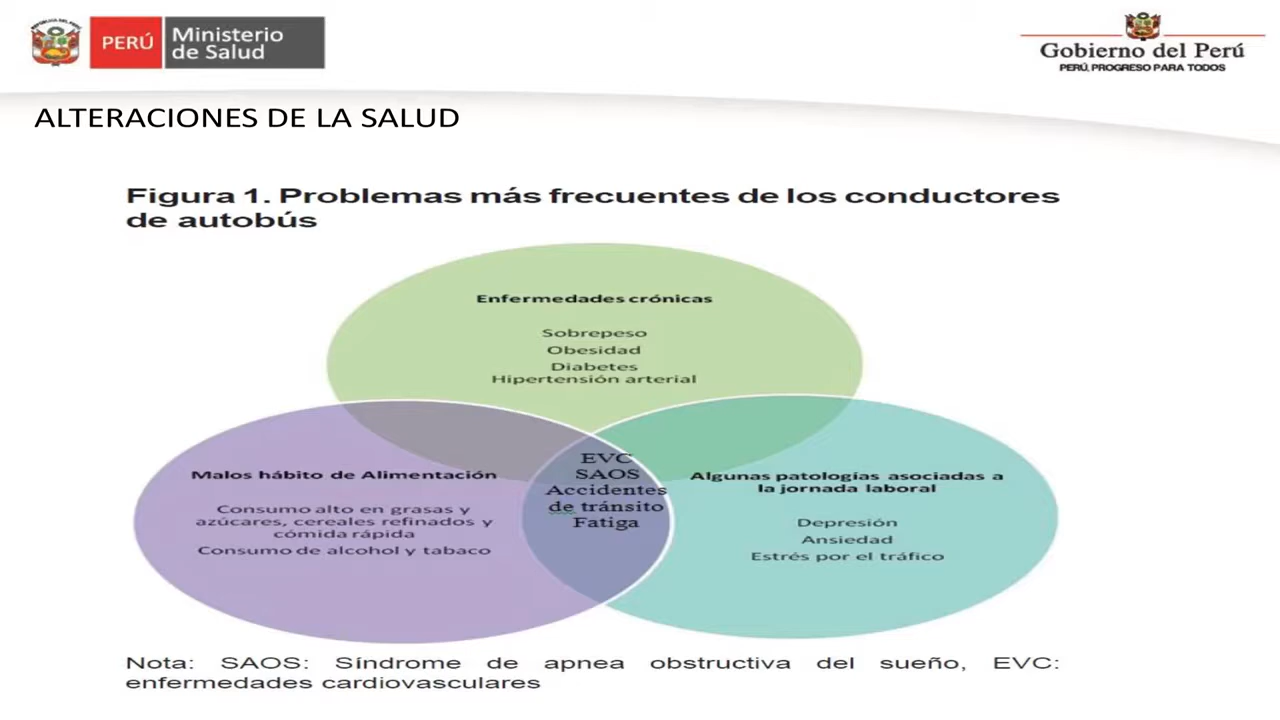 PERÚ
Ministerio
de Salud
Gobierno del Perú
PERÚ, PROGRESO PARA TODOS
ALTERACIONES DE LA SALUD
Figura 1. Problemas más frecuentes de los conductores
de autobús
Enfermedades crónicas
Sobrepeso
Obesidad
Diabetes
Hipertensión arterial
Malos hábito de Alimentación
Consumo alto en grasas y
azúcares, cereales refinados y
cómida rápida
Consumo de alcohol y tabaco
EVC
SAOS
Accidentes
de tránsito
Fatiga
Algunas patologías asociadas a
la jornada laboral
Depresión
Ansiedad
Estrés por el tráfico
Nota: SAOS: Síndrome de apnea obstructiva del sueño, EVC:
enfermedades cardiovasculares